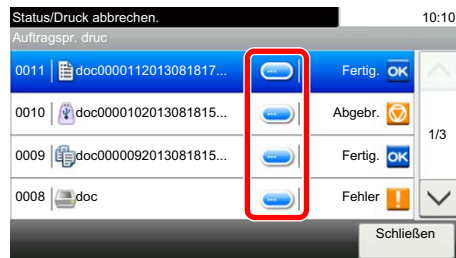 Status/Druck abbrechen. 10:10
Auftragspr. druc
0011 doc0000112013081817... ... Fertig. OK
0010 doc0000102013081815... ... Abgebr.
1/3
0009 doc0000092013081815... ... Fertig. OK
0008 doc ... Fehler !
Schließen